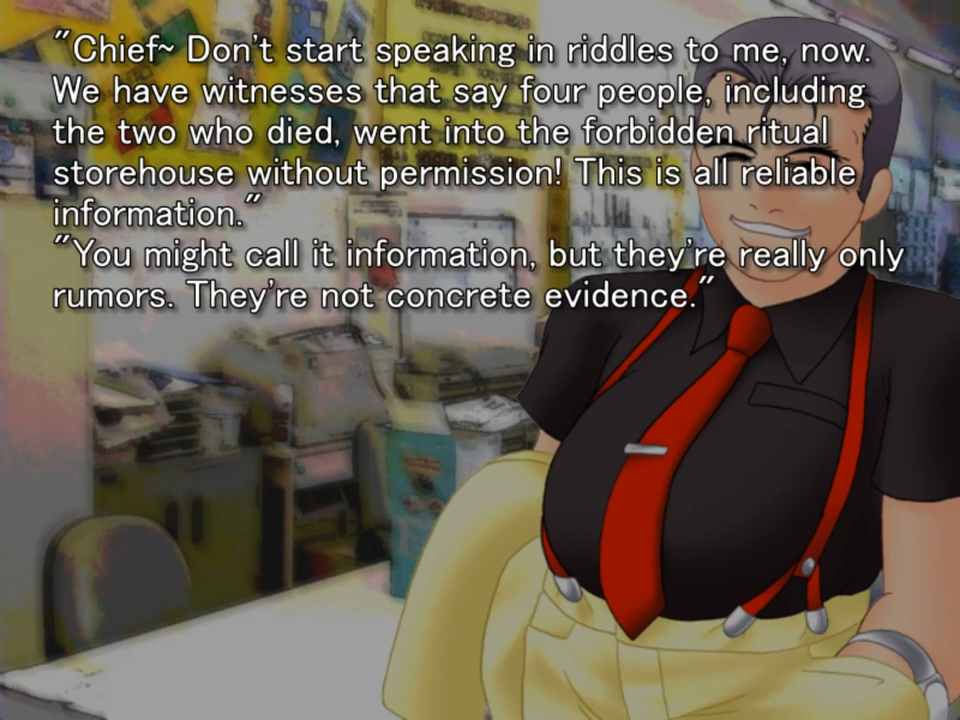 "Chief~ Don't start speaking in riddles to me, now.
We have witnesses that say four people, including
the two who died, went into the forbidden ritual
storehouse without permission! This is all reliable
information."
"You might call it information, but they're really only
rumors. They're not concrete evidence."